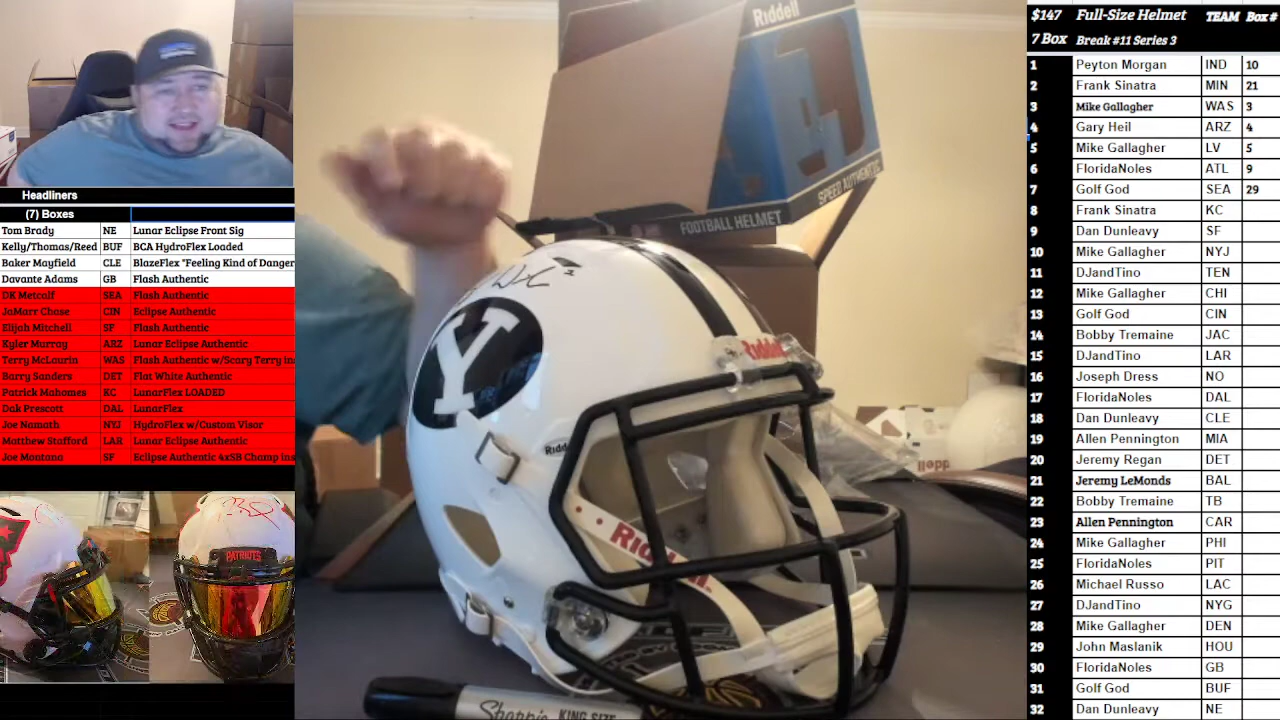 Headliners
(7) Boxes
Tom Brady NE Lunar Eclipse Front Sig
Kelly/Thomas/Reed BUF BCA HydroFlex Loaded
Baker Mayfield CLE BlazeFlex "Feeling Kind of Danger
Davante Adams GB Flash Authentic
DK Metcalf SEA Flash Authentic
JaMarr Chase CIN Eclipse Authentic
Elijah Mitchell SF Flash Authentic
Kyler Murray ARZ Lunar Eclipse Authentic
Terry McLaurin WAS Flash Authentic w/Scary Terry in
Barry Sanders DET Flat White Authentic
Patrick Mahomes KC LunarFlex LOADED
Dak Prescott DAL LunarFlex
Joe Namath NYJ HydroFlex w/Custom Visor
Matthew Stafford LAR Lunar Eclipse Authentic
Joe Montana SF Eclipse Authentic 4xSB Champ ins
PATRIOTS
Riddell
SPEED AUTHENTIC
FOOTBALL HELMET
Y
Riddell
Ridd
Riddell
ddell
Sharpie KING SIZE
$147 Full-Size Helmet TEAM Box #
7 Box Break #11 Series 3
1 Peyton Morgan IND 10
2 Frank Sinatra MIN 21
3 Mike Gallagher WAS 3
4 Gary Heil ARZ 4
5 Mike Gallagher LV 5
6 FloridaNoles ATL 9
7 Golf God SEA 29
8 Frank Sinatra KC
9 Dan Dunleavy SF
10 Mike Gallagher NYJ
11 DJandTino TEN
12 Mike Gallagher CHI
13 Golf God CIN
14 Bobby Tremaine JAC
15 DJandTino LAR
16 Joseph Dress NO
17 FloridaNoles DAL
18 Dan Dunleavy CLE
19 Allen Pennington MIA
20 Jeremy Regan DET
21 Jeremy LeMonds BAL
22 Bobby Tremaine TB
23 Allen Pennington CAR
24 Mike Gallagher PHI
25 FloridaNoles PIT
26 Michael Russo LAC
27 DJandTino NYG
28 Mike Gallagher DEN
29 John Maslanik HOU
30 FloridaNoles GB
31 Golf God BUF
32 Dan Dunleavy NE